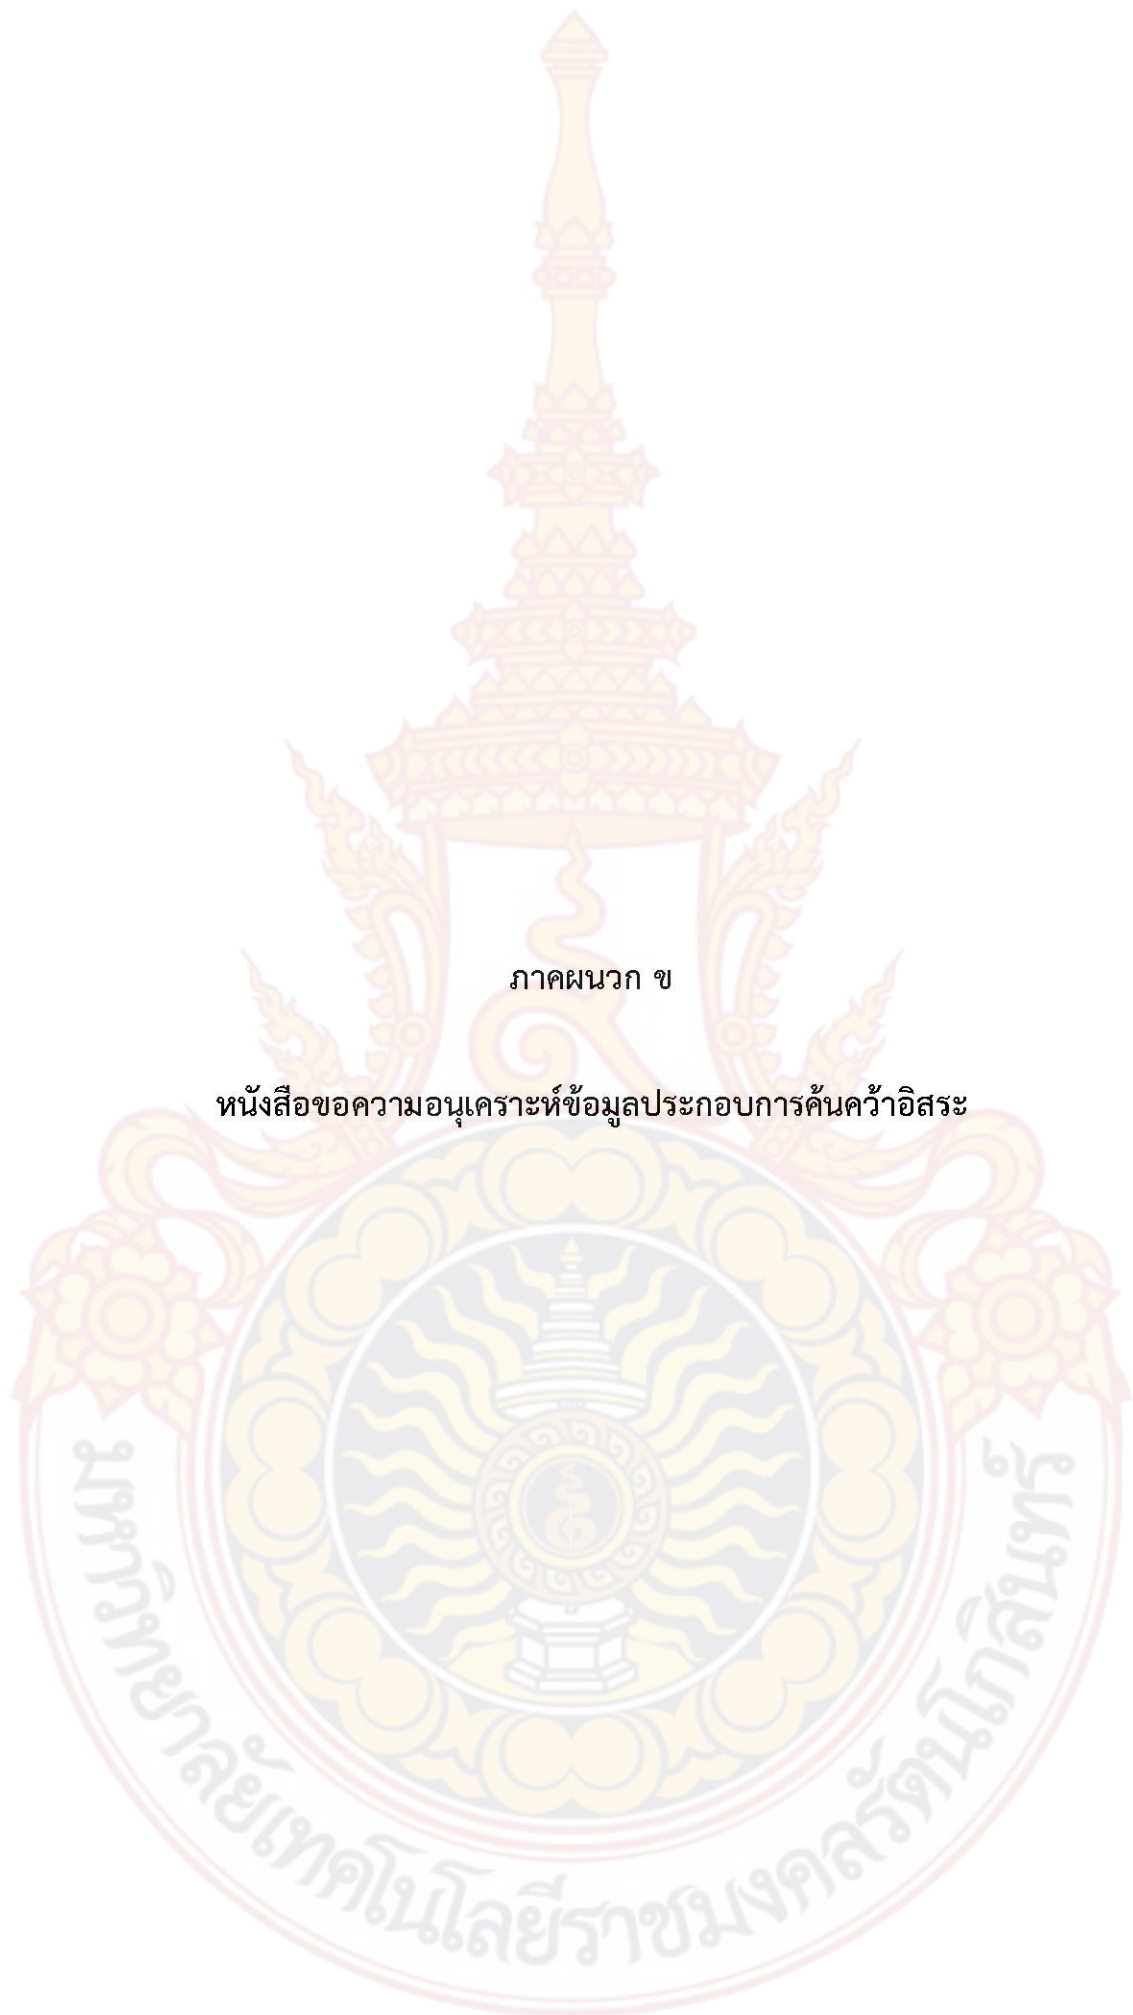 ภาคผนวก ข
หนังสือขอความอนุเคราะห์ข้อมูลประกอบการค้นคว้าอิสระ
มหาวิทยาลัยเทคโนโลยีราชมงคลรัตนโกสินทร์